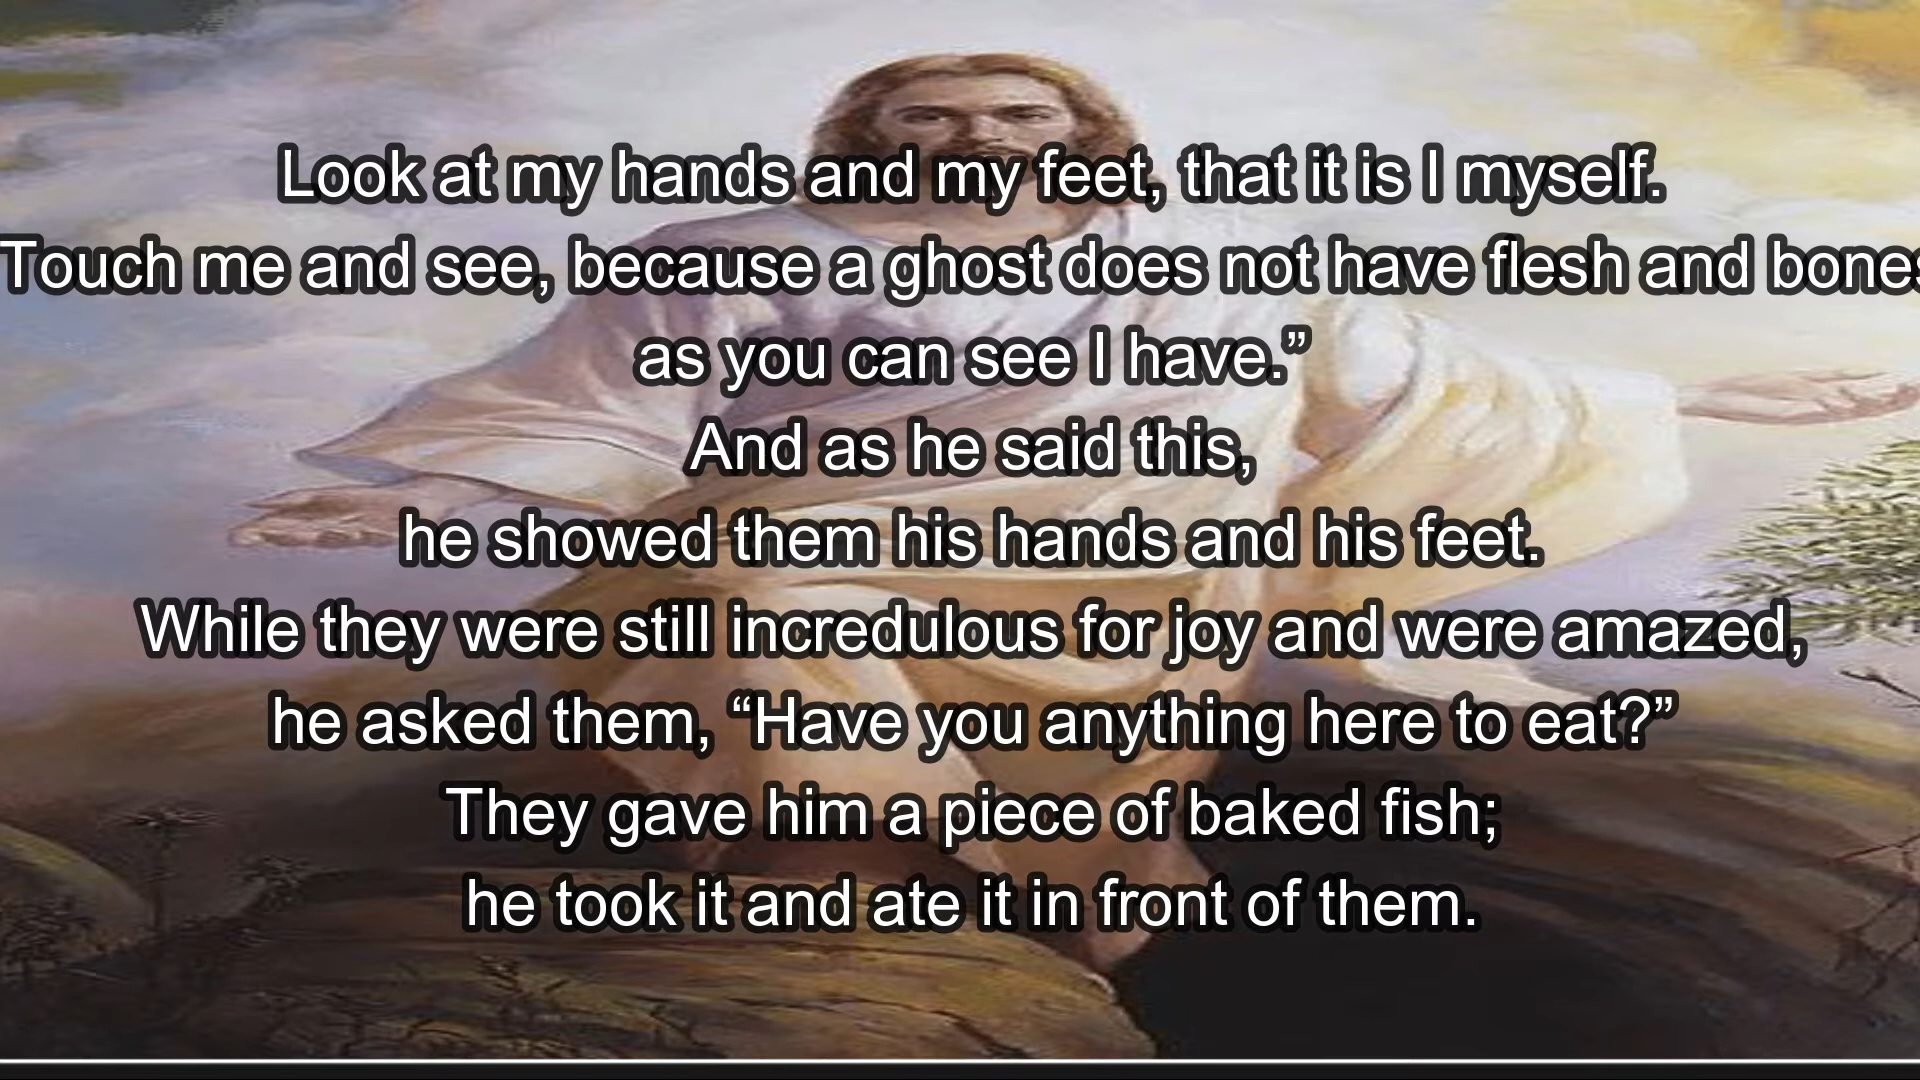 Look at my hands and my feet, that it is I myself.
Touch me and see, because a ghost does not have flesh and bones
as you can see I have.”
And as he said this,
he showed them his hands and his feet.
While they were still incredulous for joy and were amazed,
he asked them, “Have you anything here to eat?”
They gave him a piece of baked fish;
he took it and ate it in front of them.